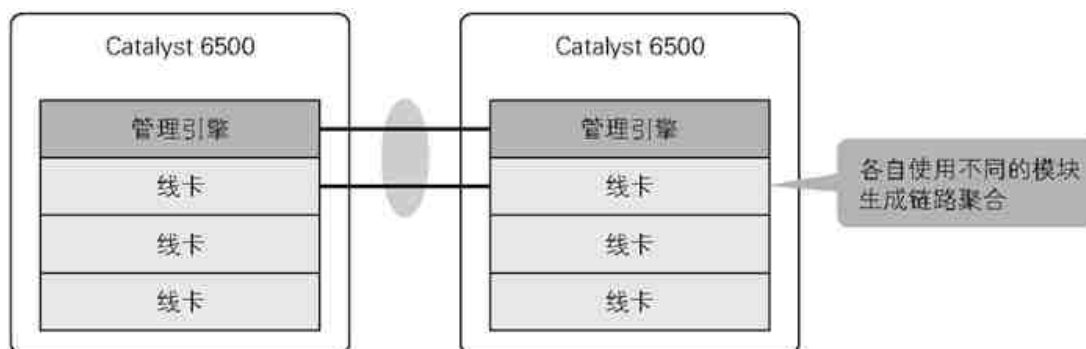 Catalyst 6500
管理引擎
线卡
线卡
线卡
Catalyst 6500
管理引擎
线卡
线卡
线卡
各自使用不同的模块
生成链路聚合